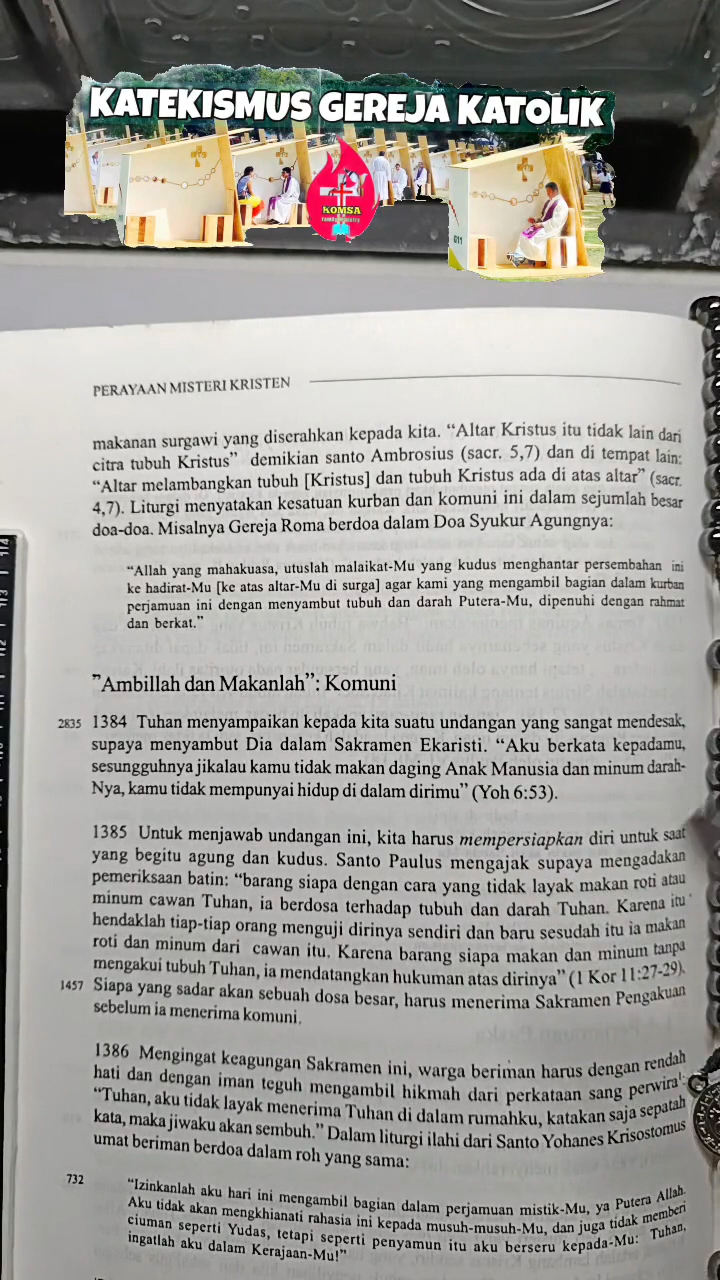 KATEKISMUS GEREJA KATOLIK
KOMSA
Family Ministry
011
PERAYAAN MISTERI KRISTEN
makanan surgawi yang diserahkan kepada kita. “Altar Kristus itu tidak lain dari
citra tubuh Kristus” demikian santo Ambrosius (sacr. 5,7) dan di tempat lain:
“Altar melambangkan tubuh [Kristus] dan tubuh Kristus ada di atas altar” (sacr.
4,7). Liturgi menyatakan kesatuan kurban dan komuni ini dalam sejumlah besar
doa-doa. Misalnya Gereja Roma berdoa dalam Doa Syukur Agungnya:
“Allah yang mahakuasa, utuslah malaikat-Mu yang kudus menghantar persembahan ini
ke hadirat-Mu [ke atas altar-Mu di surga] agar kami yang mengambil bagian dalam kurban
perjamuan ini dengan menyambut tubuh dan darah Putera-Mu, dipenuhi dengan rahmat
dan berkat.”
”Ambillah dan Makanlah”: Komuni
2835 1384 Tuhan menyampaikan kepada kita suatu undangan yang sangat mendesak,
supaya menyambut Dia dalam Sakramen Ekaristi. “Aku berkata kepadamu,
sesungguhnya jikalau kamu tidak makan daging Anak Manusia dan minum darah-
Nya, kamu tidak mempunyai hidup di dalam dirimu” (Yoh 6:53).
1385 Untuk menjawab undangan ini, kita harus mempersiapkan diri untuk saat
yang begitu agung dan kudus. Santo Paulus mengajak supaya mengadakan
pemeriksaan batin: “barang siapa dengan cara yang tidak layak makan roti atau
minum cawan Tuhan, ia berdosa terhadap tubuh dan darah Tuhan. Karena itu
hendaklah tiap-tiap orang menguji dirinya sendiri dan baru sesudah itu ia makan
roti dan minum dari cawan itu. Karena barang siapa makan dan minum tanpa
mengakui tubuh Tuhan, ia mendatangkan hukuman atas dirinya” (1 Kor 11:27-29).
1457 Siapa yang sadar akan sebuah dosa besar, harus menerima Sakramen Pengakuan
sebelum ia menerima komuni.
1386 Mengingat keagungan Sakramen ini, warga beriman harus dengan rendah
hati dan dengan iman teguh mengambil hikmah dari perkataan sang perwira:
“Tuhan, aku tidak layak menerima Tuhan di dalam rumahku, katakan saja sepatah
kata, maka jiwaku akan sembuh.” Dalam liturgi ilahi dari Santo Yohanes Krisostomus
umat beriman berdoa dalam roh yang sama:
732 “Izinkanlah aku hari ini mengambil bagian dalam perjamuan mistik-Mu, ya Putera Allah.
Aku tidak akan mengkhianati rahasia ini kepada musuh-musuh-Mu, dan juga tidak memberi
ciuman seperti Yudas, tetapi seperti penyamun itu aku berseru kepada-Mu: Tuhan,
ingatlah aku dalam Kerajaan-Mu!”